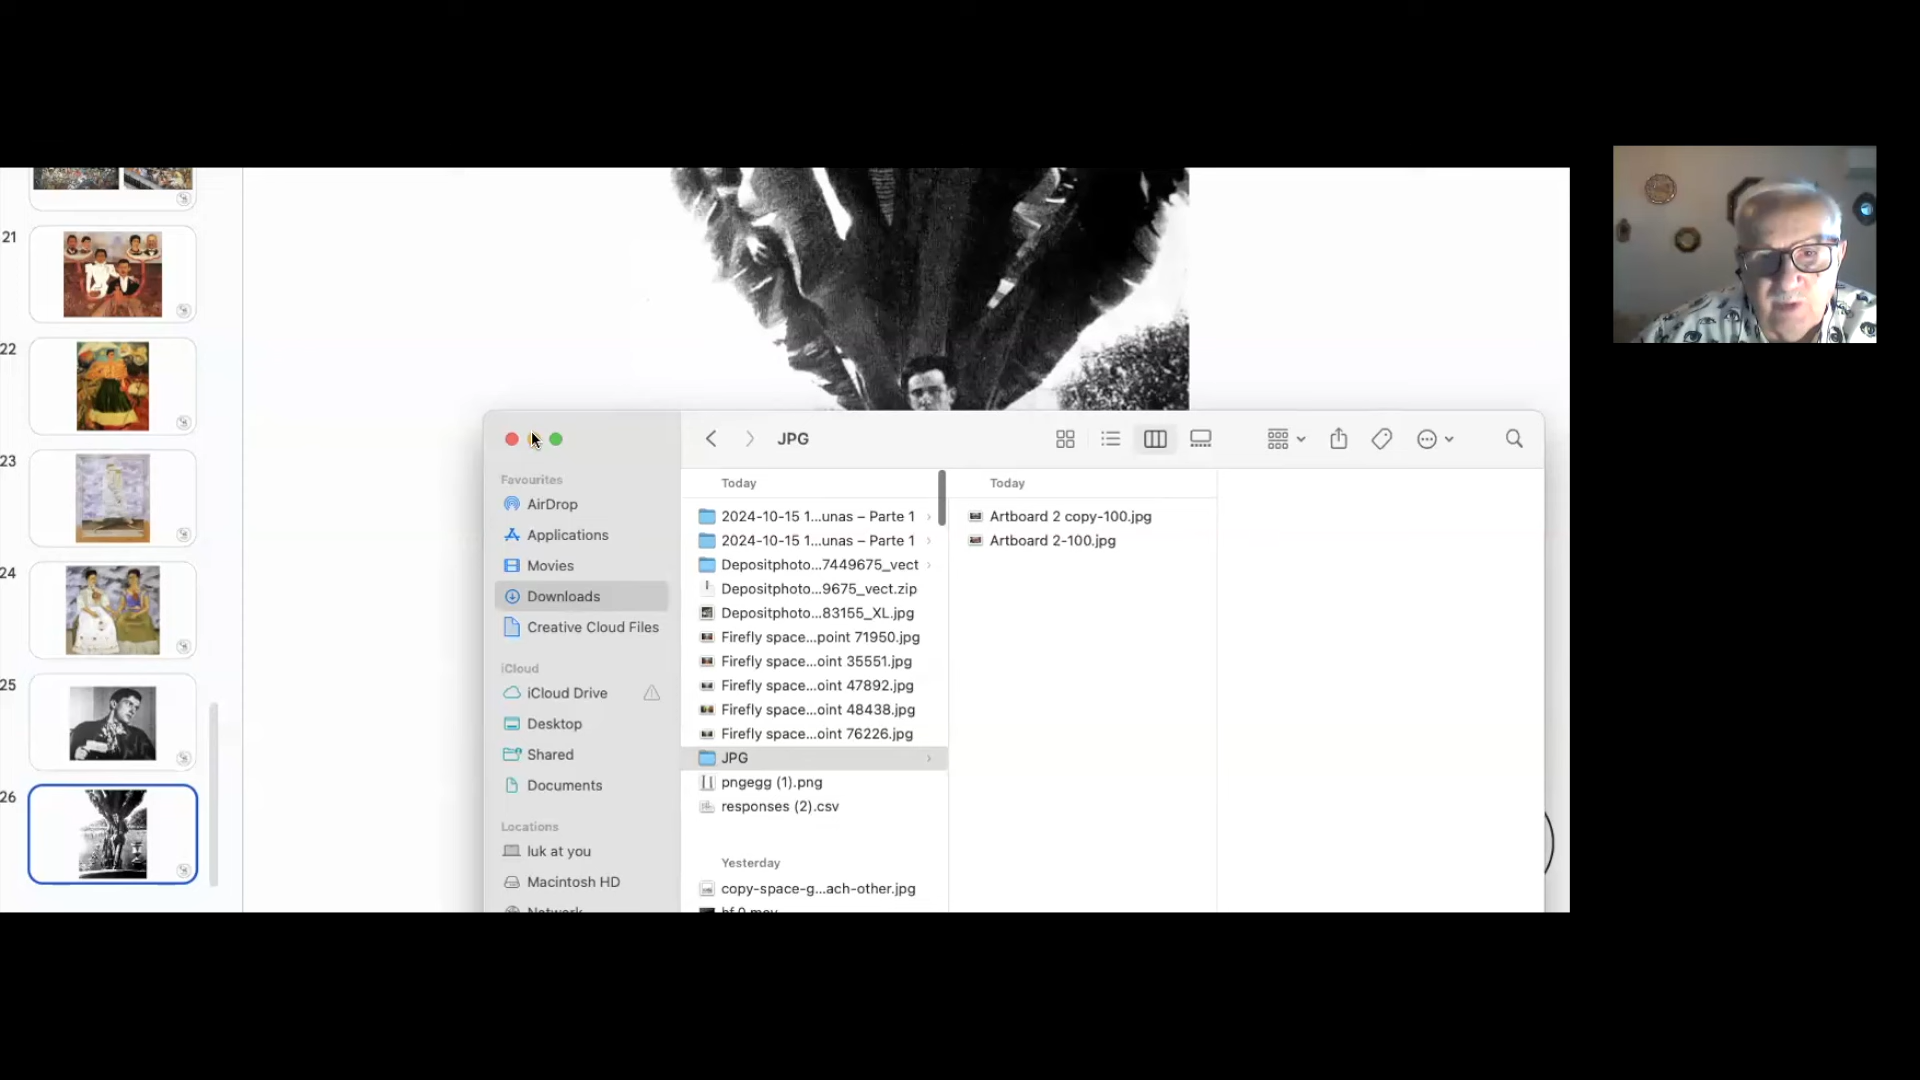 21
22
23
24
25
26
JPG
Favourites
AirDrop
Applications
Movies
Downloads
Creative Cloud Files
iCloud
iCloud Drive
Desktop
Shared
Documents
Locations
luk at you
Macintosh HD
Network
Today
2024-10-15 1...unas – Parte 1
2024-10-15 1...unas – Parte 1
Depositphoto...7449675_vect
Depositphoto...9675_vect.zip
Depositphoto...83155_XL.jpg
Firefly space...point 71950.jpg
Firefly space...oint 35551.jpg
Firefly space...oint 47892.jpg
Firefly space...oint 48438.jpg
Firefly space...oint 76226.jpg
JPG
pngegg (1).png
responses (2).csv
Yesterday
copy-space-g...ach-other.jpg
Today
Artboard 2 copy-100.jpg
Artboard 2-100.jpg